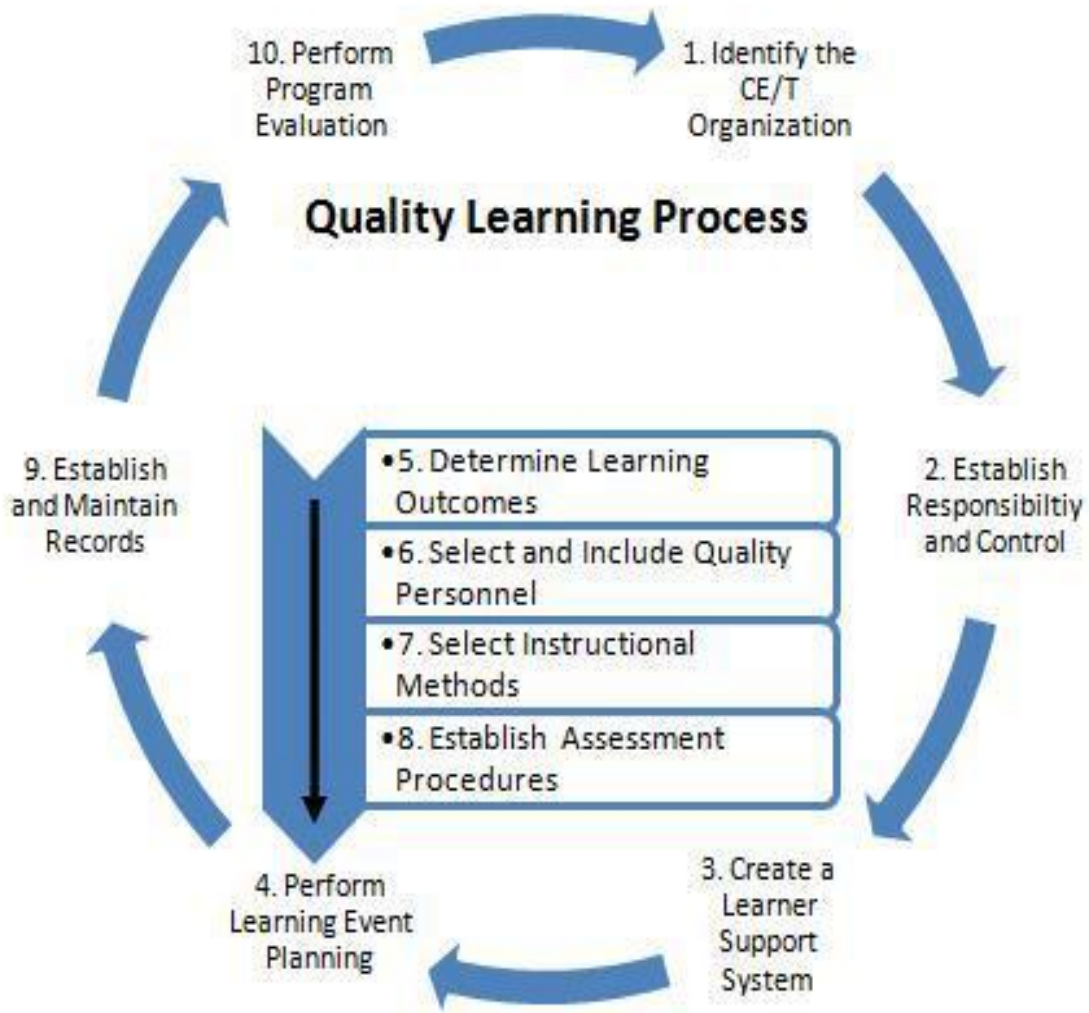 10. Perform
Program
Evaluation
1. Identify the
CE/T
Organization
Quality Learning Process
9. Establish
and Maintain
Records
•5. Determine Learning
Outcomes
•6. Select and Include Quality
Personnel
•7. Select Instructional
Methods
•8. Establish Assessment
Procedures
2. Establish
Responsibiltiy
and Control
4. Perform
Learning Event
Planning
3. Create a
Learner
Support
System